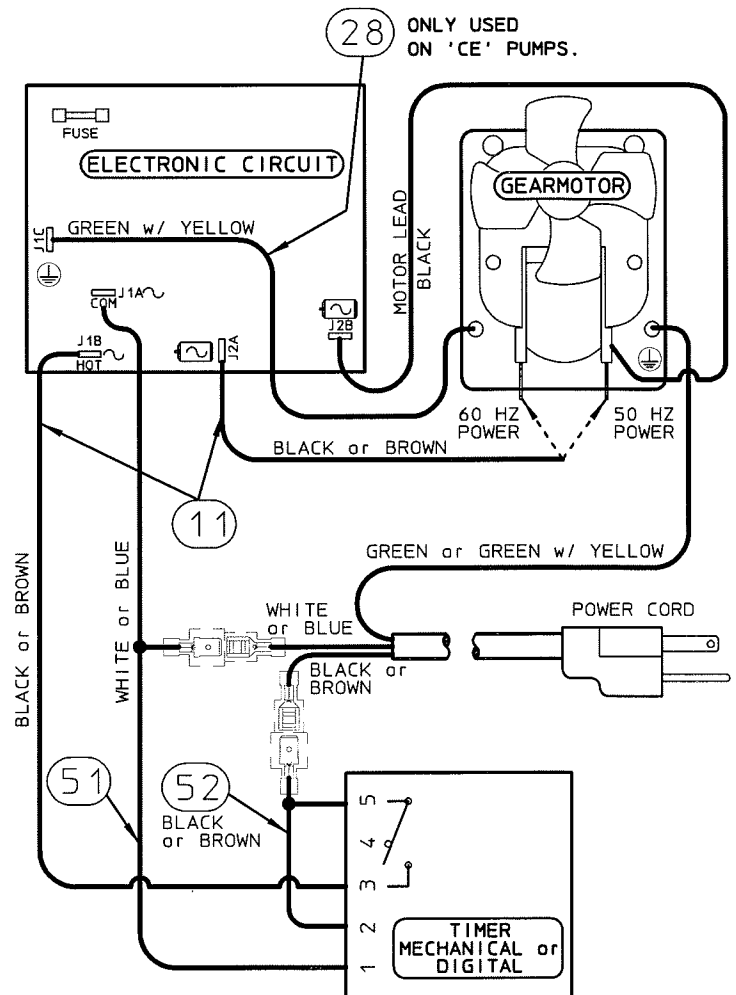 28
ONLY USED
ON 'CE' PUMPS.
FUSE
ELECTRONIC CIRCUIT
GEARMOTOR
J1C
GREEN w/ YELLOW
MOTOR LEAD
BLACK
J1A
COM
J1B
HOT
J2A
J2B
60 HZ
POWER
50 HZ
POWER
BLACK or BROWN
11
BLACK or BROWN
WHITE or BLUE
GREEN or GREEN w/ YELLOW
WHITE
or BLUE
POWER CORD
BLACK or
BROWN
51
52
BLACK
or BROWN
5
4
3
2
1
TIMER
MECHANICAL or
DIGITAL